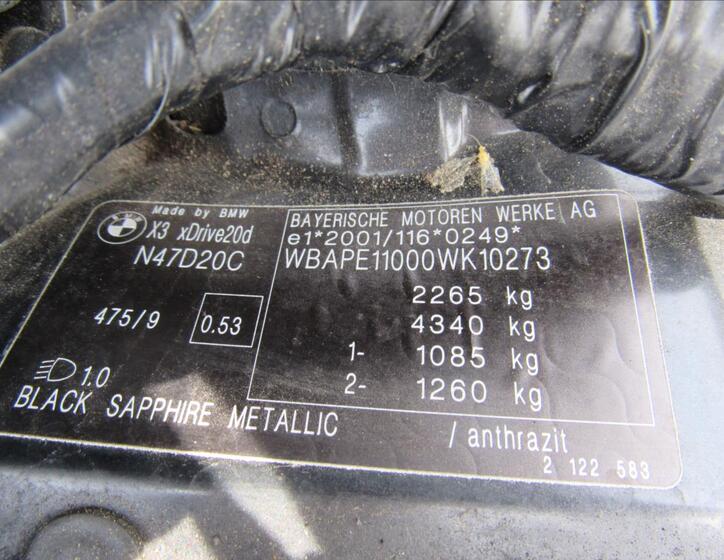 BMW
Made by BMW
X3 xDrive20d
N47D20C
475/9
0.53
1.0
BLACK SAPPHIRE METALLIC
BAYERISCHE MOTOREN WERKE AG
e1*2001/116*0249*
WBAPE11000WK10273
2265 kg
4340 kg
1- 1085 kg
2- 1260 kg
/ anthrazit
2 122 583